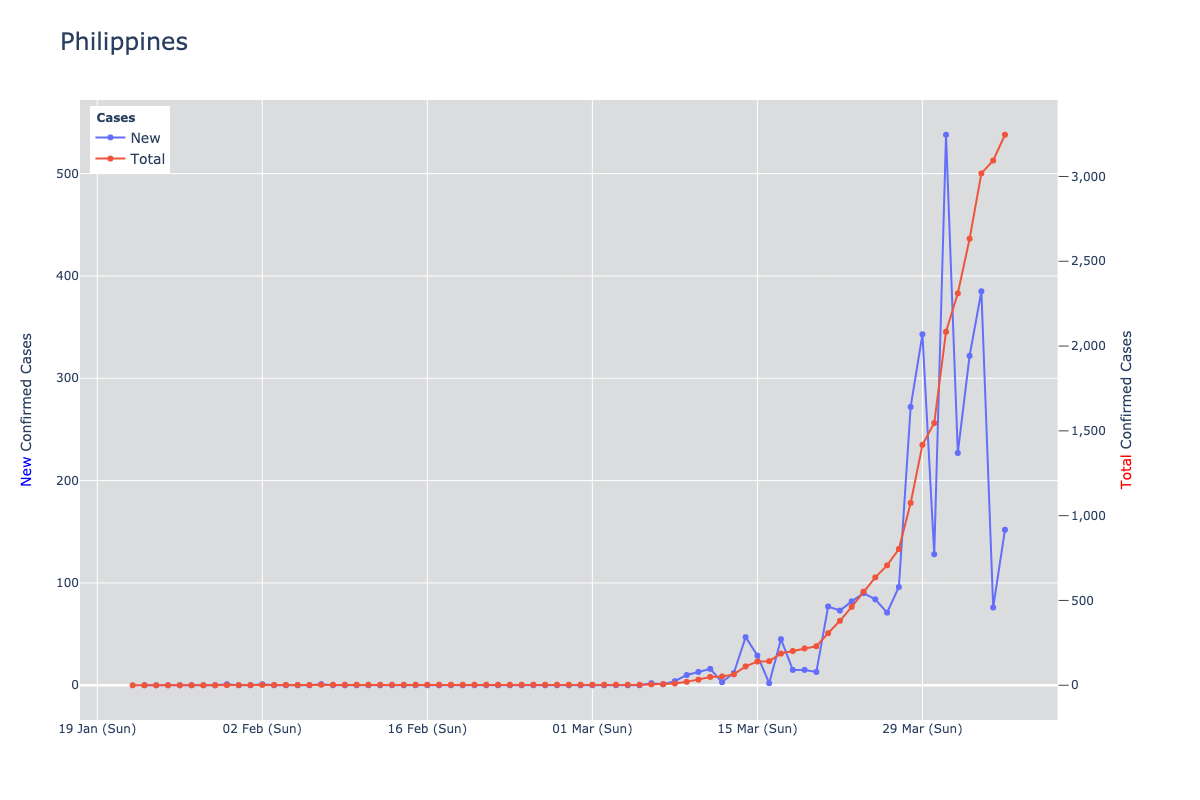 Philippines
Cases
New
Total
500
400
300
200
100
0
3,000
2,500
2,000
1,500
1,000
500
0
New Confirmed Cases
Total Confirmed Cases
19 Jan (Sun)
02 Feb (Sun)
16 Feb (Sun)
01 Mar (Sun)
15 Mar (Sun)
29 Mar (Sun)